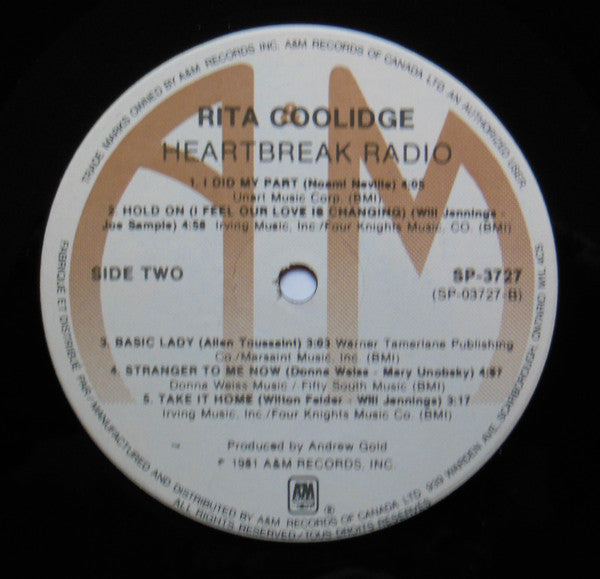 TRADE MARKS OWNED BY A&M RECORDS INC. A&M RECORDS OF CANADA LTD. AN AUTHORIZED USER.
RITA COOLIDGE
HEARTBREAK RADIO
1. I DID MY PART (Noemi Neville) 4:05
Unart Music Corp. (BMI)
2. HOLD ON (I FEEL OUR LOVE IS CHANGING) (Will Jennings -
Joe Sample) 4:58 Irving Music, Inc/Four Knights Music, CO. (BMI)
SIDE TWO
SP-3727
(SP-03727-B)
3. BASIC LADY (Allen Toussaint) 3:03 Warner Tamerlane Publishing
Co./Marsaint Music, Inc. (BMI)
4. STRANGER TO ME NOW (Donna Weiss - Mary Unobsky) 4:57
Donna Weiss Music / Fifty South Music (BMI)
5. TAKE IT HOME (Wilton Felder - Will Jennings) 3:17
Irving Music, Inc./Four Knights Music Co. (BMI)
Produced by Andrew Gold
℗ 1981 A&M RECORDS, INC.
A&M ®
FABRIQUE ET DISTRIBUÉ PAR/MANUFACTURED AND DISTRIBUTED BY A&M RECORDS OF CANADA LTD. 939 WARDEN AVE. SCARBOROUGH, ONTARIO M1L 4C5
ALL RIGHTS RESERVED/TOUS DROITS RESERVÉS